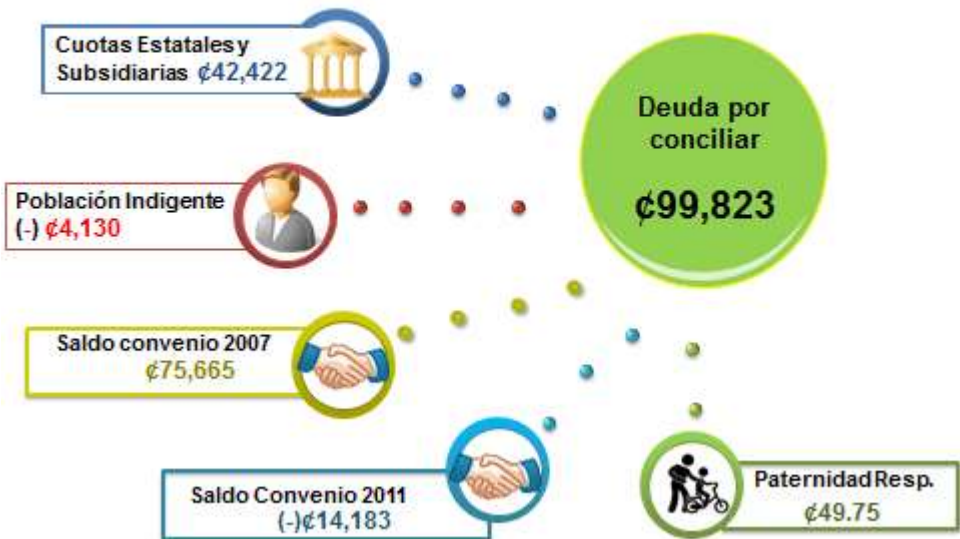 Cuotas Estatales y
Subsidiarias ₡42,422
Deuda por
conciliar
₡99,823
Población Indigente
(-) ₡4,130
Saldo convenio 2007
₡75,665
Saldo Convenio 2011
(-)₡14,183
Paternidad Resp.
₡49.75